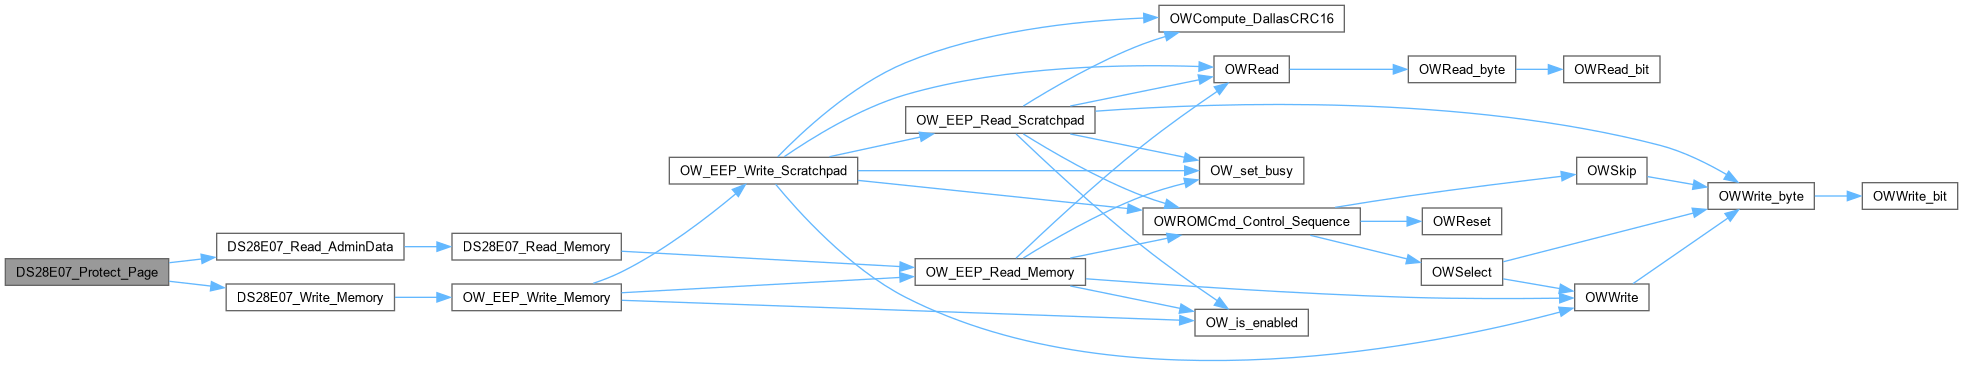 DS28E07_Protect_Page
DS28E07_Read_AdminData
DS28E07_Write_Memory
DS28E07_Read_Memory
OW_EEP_Write_Memory
OW_EEP_Write_Scratchpad
OW_EEP_Read_Scratchpad
OW_EEP_Read_Memory
OWCompute_DallasCRC16
OWRead
OW_set_busy
OWROMCmd_Control_Sequence
OW_is_enabled
OWRead_byte
OWReset
OWSelect
OWRead_bit
OWSkip
OWWrite
OWWrite_byte
OWWrite_bit